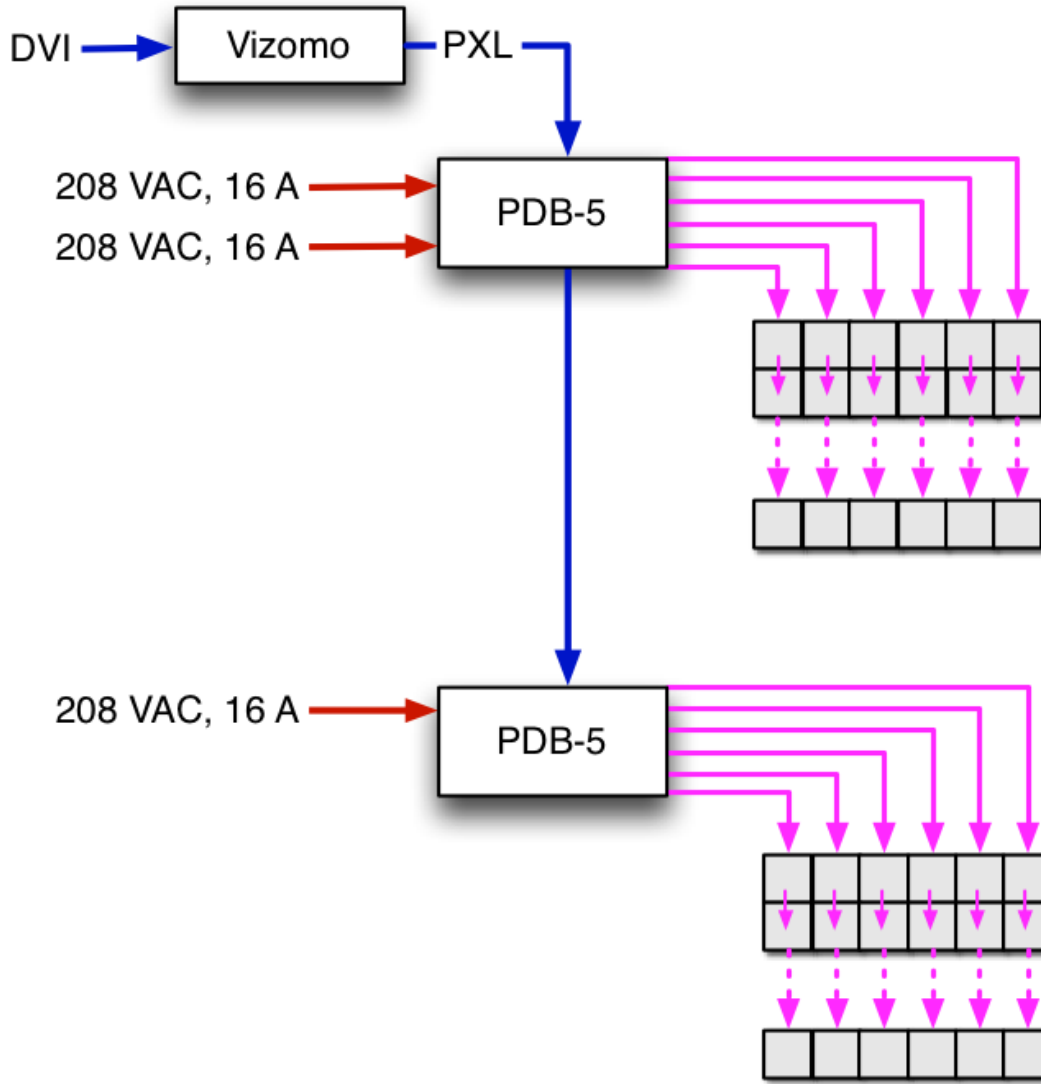 DVI
Vizomo
PXL
208 VAC, 16 A
208 VAC, 16 A
PDB-5
208 VAC, 16 A
PDB-5